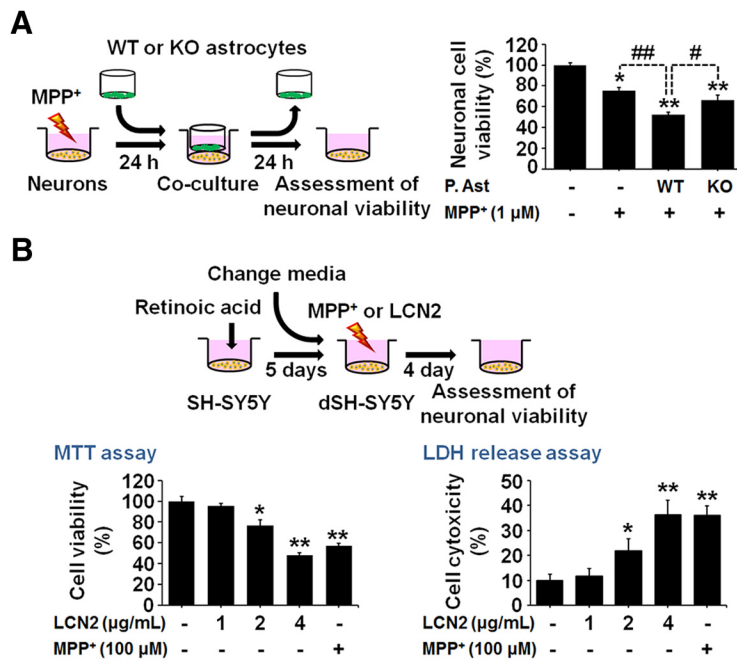 A
WT or KO astrocytes
MPP+
24 h
24 h
Neurons
Co-culture
Assessment of
neuronal viability
Neuronal cell
viability (%)
120
100
80
60
40
20
0
*
##
**
#
**
P. Ast
- - WT KO
MPP+ (1 µM)
- + + +
B
Change media
Retinoic acid
MPP+ or LCN2
5 days
4 day
SH-SY5Y
dSH-SY5Y
Assessment of
neuronal viability
MTT assay
Cell viability
(%)
120
100
80
60
40
20
0
*
**
**
LCN2 (µg/mL) - 1 2 4 -
MPP+ (100 µM) - - - - +
LDH release assay
Cell cytoxicity
(%)
50
40
30
20
10
0
*
**
**
LCN2 (µg/mL) - 1 2 4 -
MPP+ (100 µM) - - - - +